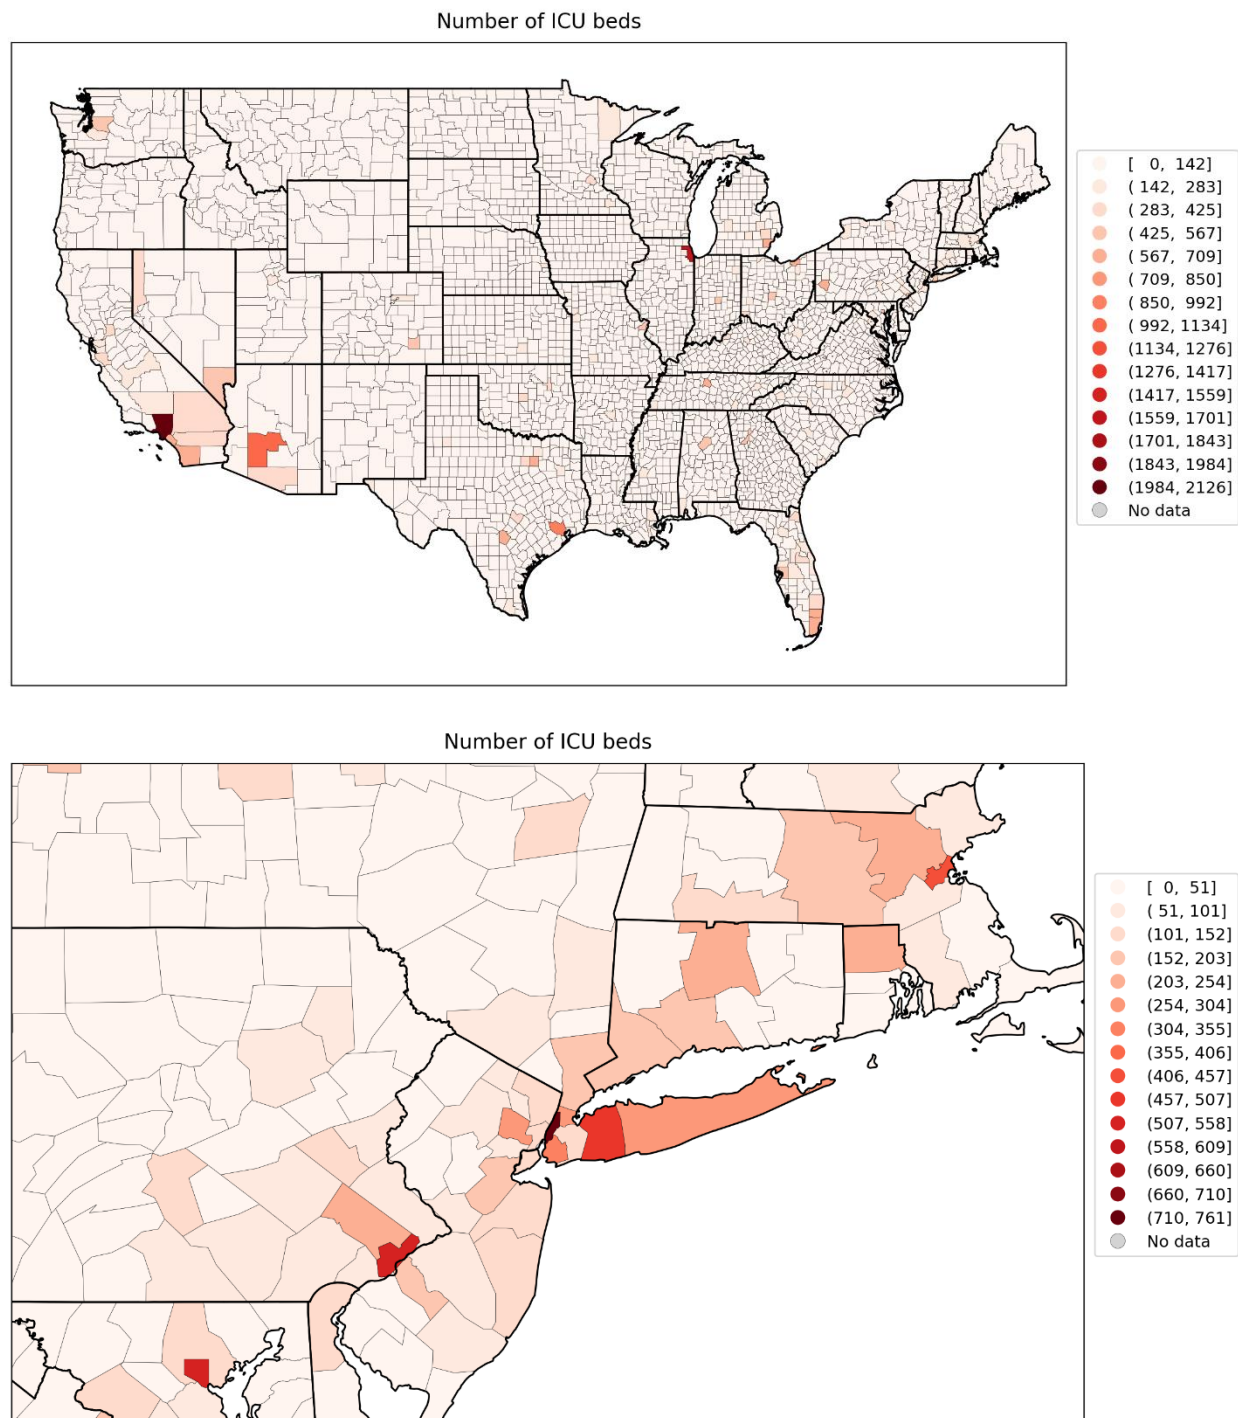 Number of ICU beds
[ 0, 142]
( 142, 283]
( 283, 425]
( 425, 567]
( 567, 709]
( 709, 850]
( 850, 992]
( 992, 1134]
(1134, 1276]
(1276, 1417]
(1417, 1559]
(1559, 1701]
(1701, 1843]
(1843, 1984]
(1984, 2126]
No data
Number of ICU beds
[ 0, 51]
( 51, 101]
(101, 152]
(152, 203]
(203, 254]
(254, 304]
(304, 355]
(355, 406]
(406, 457]
(457, 507]
(507, 558]
(558, 609]
(609, 660]
(660, 710]
(710, 761]
No data